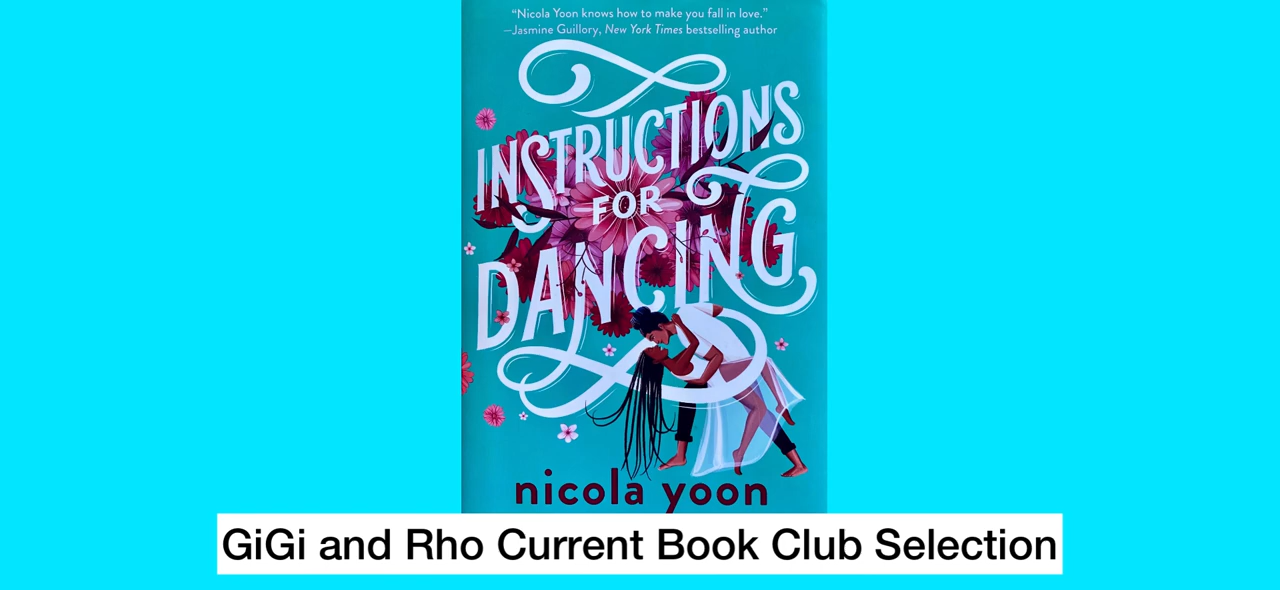 “Nicola Yoon knows how to make you fall in love.”
—Jasmine Guillory, New York Times bestselling author
INSTRUCTIONS
FOR
DANCING
nicola yoon
GiGi and Rho Current Book Club Selection